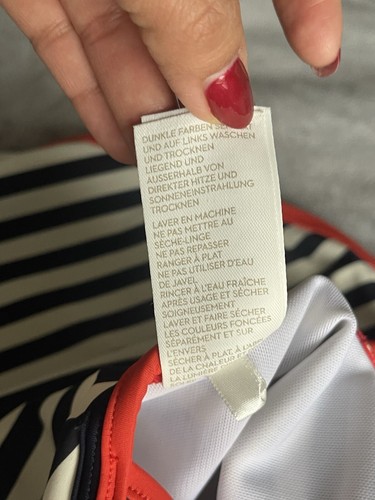 DUNKLE FARBEN
UND AUF LINKS WASCHEN
UND TROCKNEN
LIEGEND UND
AUSSERHALB VON
DIREKTER HITZE UND
SONNENEINSTRAHLUNG
TROCKNEN
LAVER EN MACHINE
NE PAS METTRE AU
SÈCHE-LINGE
NE PAS REPASSER
RANGER À PLAT
NE PAS UTILISER D'EAU
DE JAVEL
RINCER À L'EAU FRAÎCHE
APRÈS USAGE ET SÉCHER
SOIGNEUSEMENT
LAVER ET FAIRE SÉCHER
LES COULEURS FONCÉES
SÉPARÉMENT ET SUR
L'ENVERS
SÉCHER À PLAT, À L'A
DE LA CHALEUR E
LA LUMIÈRE